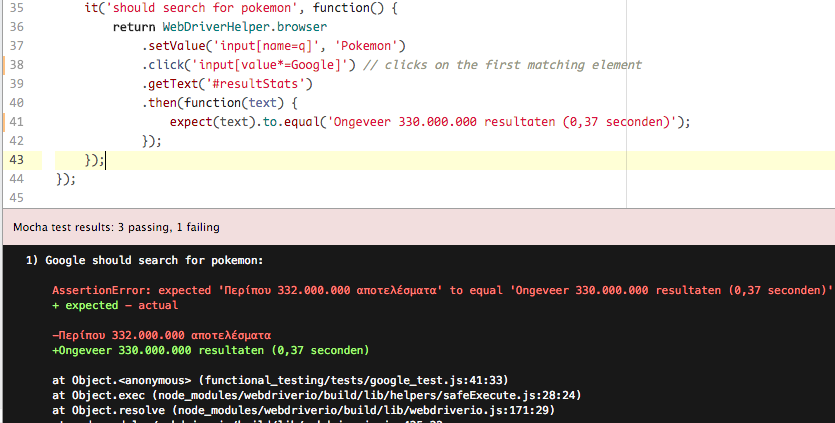 35 it('should search for pokemon', function() {
36 return WebDriverHelper.browser
37 .setValue('input[name=q]', 'Pokemon')
38 .click('input[value*=Google]') // clicks on the first matching element
39 .getText('#resultStats')
40 .then(function(text) {
41 expect(text).to.equal('Ongeveer 330.000.000 resultaten (0,37 seconden)');
42 });
43 });
44 });
45
Mocha test results: 3 passing, 1 failing
1) Google should search for pokemon:
AssertionError: expected 'Περίπου 332.000.000 αποτελέσματα' to equal 'Ongeveer 330.000.000 resultaten (0,37 seconden)'
+ expected - actual
-Περίπου 332.000.000 αποτελέσματα
+Ongeveer 330.000.000 resultaten (0,37 seconden)
at Object.<anonymous> (functional_testing/tests/google_test.js:41:33)
at Object.exec (node_modules/webdriverio/build/lib/helpers/safeExecute.js:28:24)
at Object.resolve (node_modules/webdriverio/build/lib/webdriverio.js:171:29)